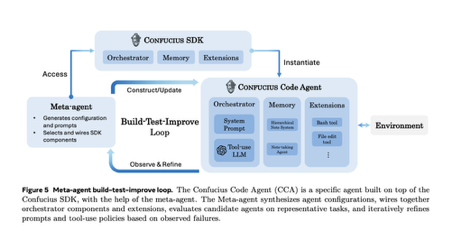 CONFUCIUS SDK
Orchestrator
Memory
Extensions
Access
Instantiate
Construct/Update
Meta-agent
• Generates configuration and prompts
• Selects and wires SDK components
Build-Test-Improve
Loop
Observe & Refine
CONFUCIUS Code Agent
Orchestrator
System
Prompt
Tool-use
LLM
Memory
Hierarchical
Note System
Note-taking
Agent
Extensions
Bash tool
File edit
tool
⋮
Environment
Figure 5 Meta-agent build–test–improve loop. The Confucius Code Agent (CCA) is a specific agent built on top of the
Confucius SDK, with the help of the meta-agent. The Meta-agent synthesizes agent configurations, wires together
orchestrator components and extensions, evaluates candidate agents on representative tasks, and iteratively refines
prompts and tool-use policies based on observed failures.